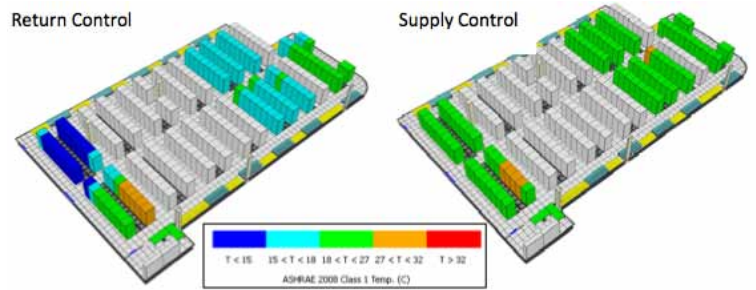 Return Control
Supply Control
T < 15 15 < T < 18 18 < T < 27 27 < T < 32 T > 32
ASHRAE 2008 Class 1 Temp. (C)